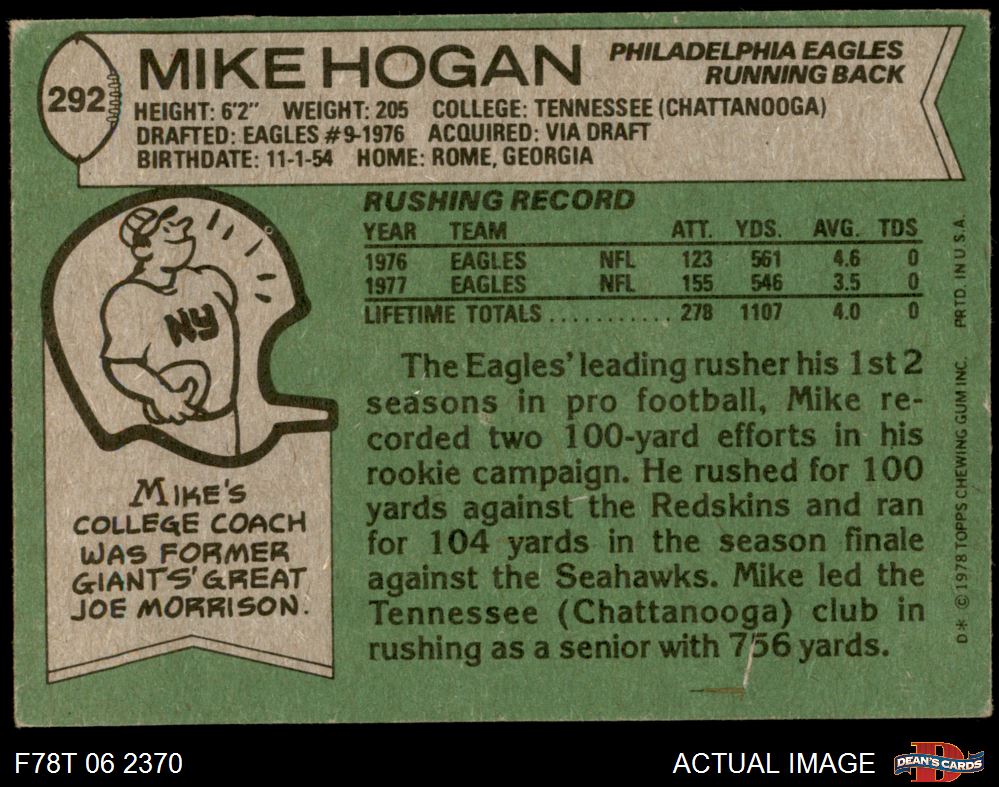 292
MIKE HOGAN
PHILADELPHIA EAGLES
RUNNING BACK
HEIGHT: 6'2" WEIGHT: 205 COLLEGE: TENNESSEE (CHATTANOOGA)
DRAFTED: EAGLES #9-1976 ACQUIRED: VIA DRAFT
BIRTHDATE: 11-1-54 HOME: ROME, GEORGIA
RUSHING RECORD
YEAR TEAM ATT. YDS. AVG. TDS
1976 EAGLES NFL 123 561 4.6 0
1977 EAGLES NFL 155 546 3.5 0
LIFETIME TOTALS ........... 278 1107 4.0 0
The Eagles' leading rusher his 1st 2
seasons in pro football, Mike re-
corded two 100-yard efforts in his
rookie campaign. He rushed for 100
yards against the Redskins and ran
for 104 yards in the season finale
against the Seahawks. Mike led the
Tennessee (Chattanooga) club in
rushing as a senior with 756 yards.
NY
MIKE'S
COLLEGE COACH
WAS FORMER
GIANTS' GREAT
JOE MORRISON.
D* © 1978 TOPPS CHEWING GUM INC. PRTD. IN U.S.A.
F78T 06 2370
ACTUAL IMAGE
DEAN'S CARDS